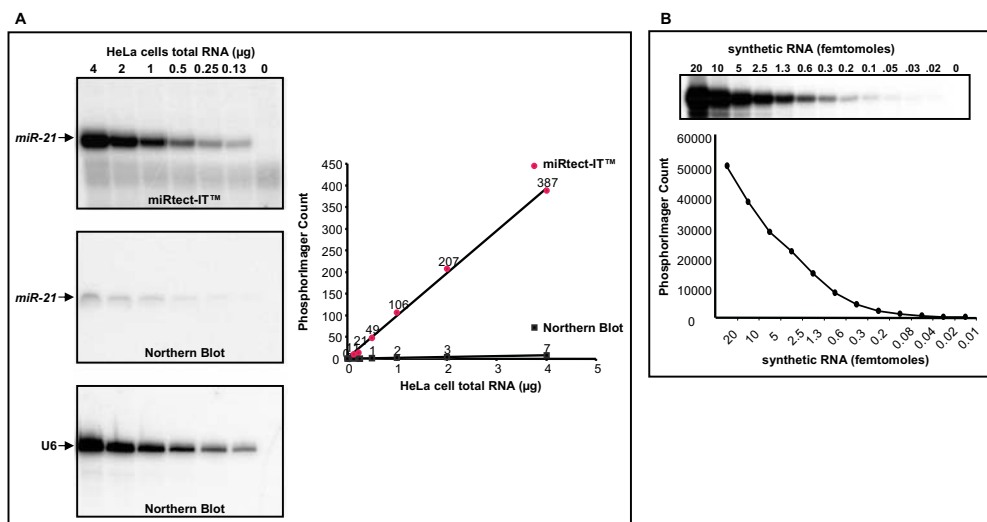 A
HeLa cells total RNA (µg)
4 2 1 0.5 0.25 0.13 0
miR-21
miRtect-IT™
miR-21
Northern Blot
U6
Northern Blot
PhosphorImager Count
450
400
350
300
250
200
150
100
50
0
miRtect-IT™
387
207
106
49
21
Northern Blot
1 2 3 7
0 1 2 3 4 5
HeLa cell total RNA (µg)
B
synthetic RNA (femtomoles)
20 10 5 2.5 1.3 0.6 0.3 0.2 0.1 .05 .03 .02 0
PhosphorImager Count
60000
50000
40000
30000
20000
10000
0
20 10 5 2.5 1.3 0.6 0.3 0.2 0.08 0.04 0.02 0.01
synthetic RNA (femtomoles)